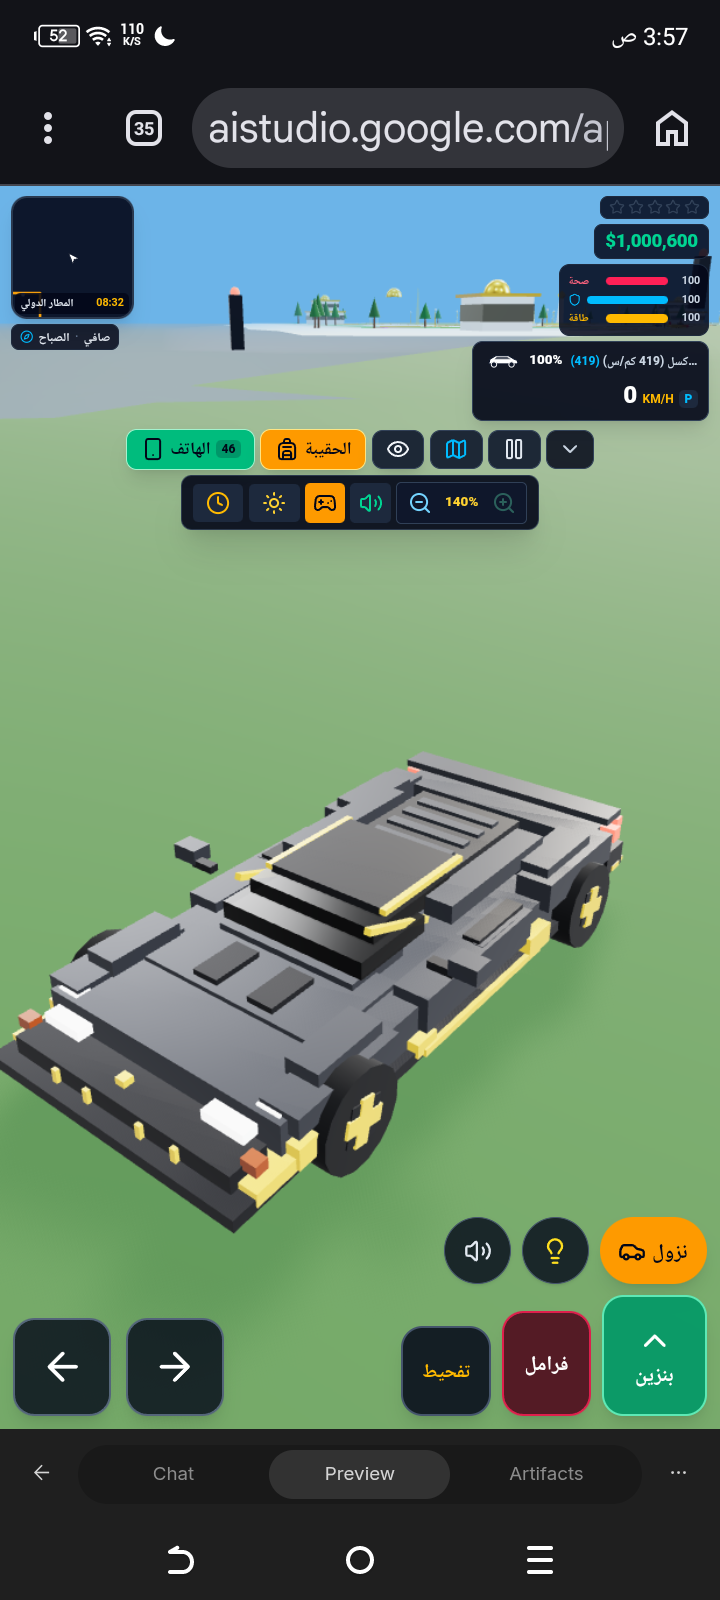 52
110
K/S
3:57 ص
35
aistudio.google.com/a
$1,000,600
صحة 100
100
طاقة 100
المطار الدولي 08:32
صافي · الصباح
100% (419) (419 كم/س) كسل...
0 KM/H P
الهاتف 46
الحقيبة
140%
نزول
تفحيط
فرامل
بنزين
Chat
Preview
Artifacts